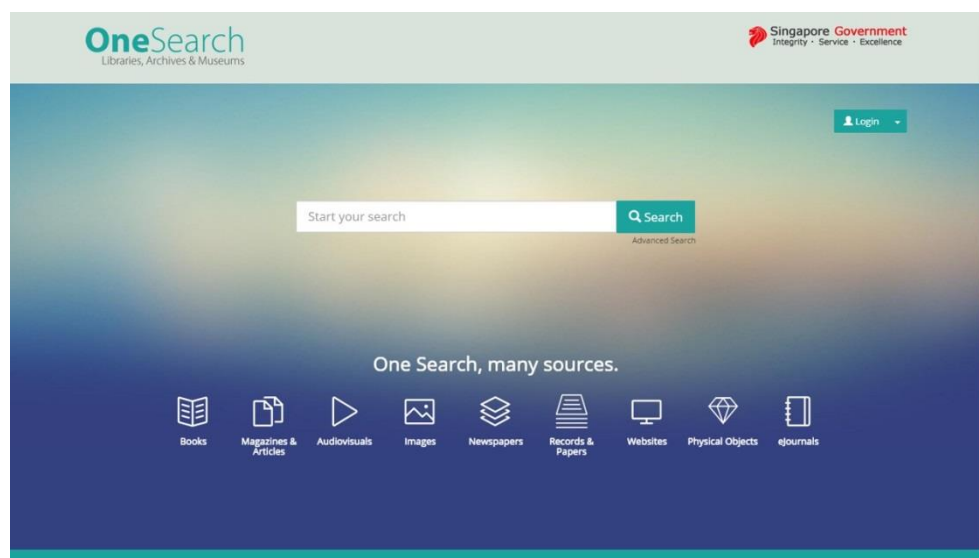 OneSearch
Libraries, Archives & Museums
Singapore Government
Integrity · Service · Excellence
Login
Start your search
Search
Advanced Search
One Search, many sources.
Books
Magazines &
Articles
Audiovisuals
Images
Newspapers
Records &
Papers
Websites
Physical Objects
eJournals